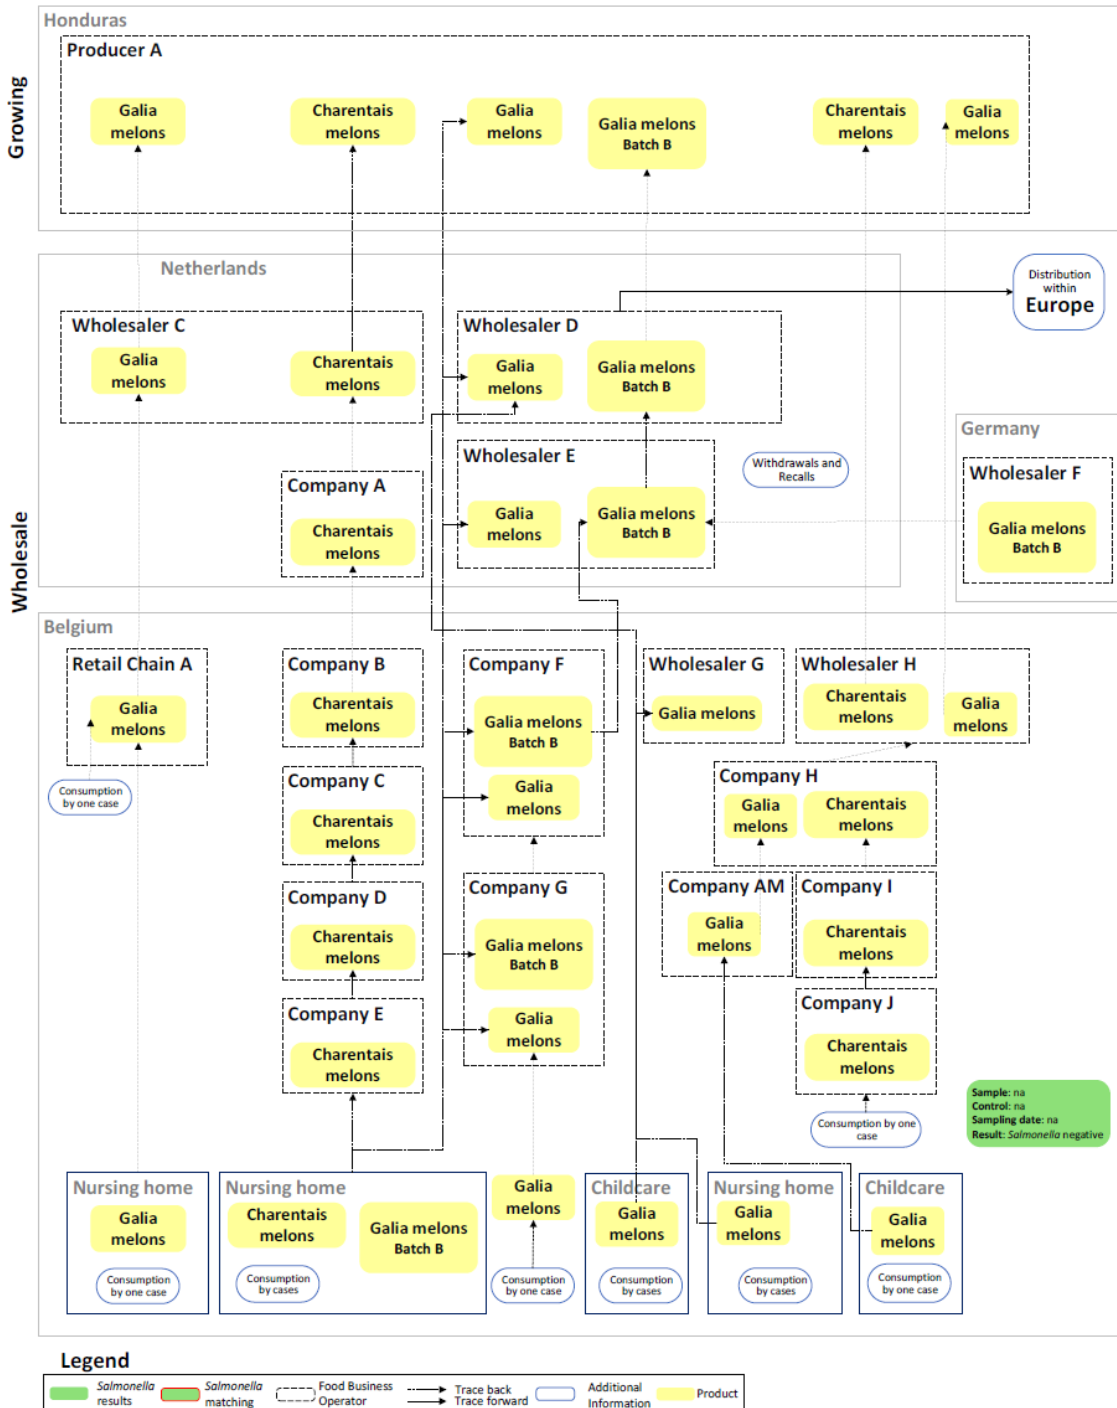 Honduras
Growing
Producer A
Galia
melons
Charentais
melons
Galia
melons
Galia melons
Batch B
Charentais
melons
Galia
melons
Netherlands
Distribution
within
Europe
Wholesale
Wholesaler C
Galia
melons
Charentais
melons
Wholesaler D
Galia
melons
Galia melons
Batch B
Germany
Wholesaler E
Galia
melons
Galia melons
Batch B
Withdrawals and
Recalls
Wholesaler F
Galia melons
Batch B
Company A
Charentais
melons
Belgium
Retail Chain A
Galia
melons
Consumption
by one case
Company B
Charentais
melons
Company C
Charentais
melons
Company D
Charentais
melons
Company E
Charentais
melons
Company F
Galia melons
Batch B
Galia
melons
Company G
Galia melons
Batch B
Galia
melons
Wholesaler G
Galia melons
Wholesaler H
Charentais
melons
Galia
melons
Company H
Galia
melons
Charentais
melons
Company AM
Galia
melons
Company I
Charentais
melons
Company J
Charentais
melons
Consumption by one
case
Sample: na
Control: na
Sampling date: na
Result: Salmonella negative
Nursing home
Galia
melons
Consumption
by one case
Nursing home
Charentais
melons
Galia melons
Batch B
Consumption
by cases
Galia
melons
Consumption
by one case
Childcare
Galia
melons
Consumption
by cases
Nursing home
Galia
melons
Consumption
by cases
Childcare
Galia
melons
Consumption
by one case
Legend
Salmonella
results
Salmonella
matching
Food Business
Operator
Trace back
Trace forward
Additional
Information
Product